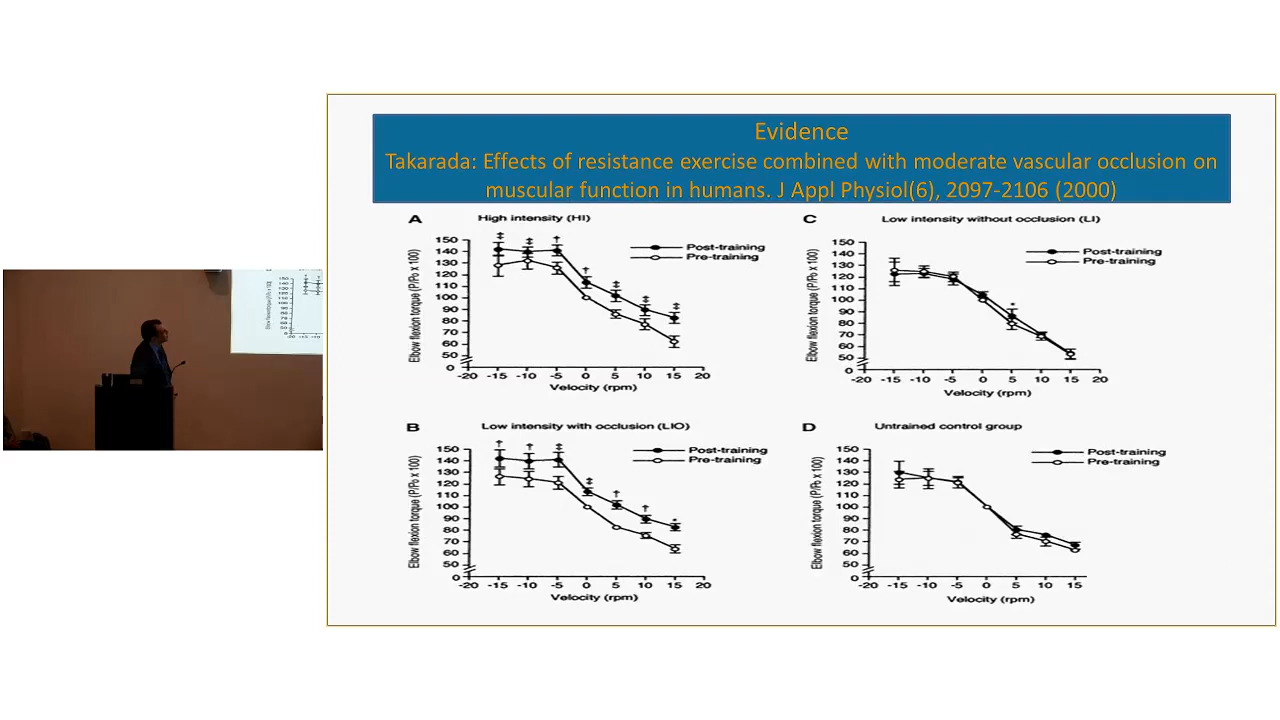 Evidence
Takarada: Effects of resistance exercise combined with moderate vascular occlusion on
muscular function in humans. J Appl Physiol(6), 2097-2106 (2000)
A High intensity (HI)
Post-training
Pre-training
Elbow flexion torque (P/Po x 100)
150
140
130
120
110
100
90
80
70
60
50
0
-20 -15 -10 -5 0 5 10 15 20
Velocity (rpm)
C Low intensity without occlusion (LI)
Post-training
Pre-training
Elbow flexion torque (P/Po x 100)
150
140
130
120
110
100
90
80
70
60
50
0
-20 -15 -10 -5 0 5 10 15 20
Velocity (rpm)
B Low intensity with occlusion (LIO)
Post-training
Pre-training
Elbow flexion torque (P/Po x 100)
150
140
130
120
110
100
90
80
70
60
50
0
-20 -15 -10 -5 0 5 10 15 20
Velocity (rpm)
D Untrained control group
Post-training
Pre-training
Elbow flexion torque (P/Po x 100)
150
140
130
120
110
100
90
80
70
60
50
0
-20 -15 -10 -5 0 5 10 15
Velocity (rpm)